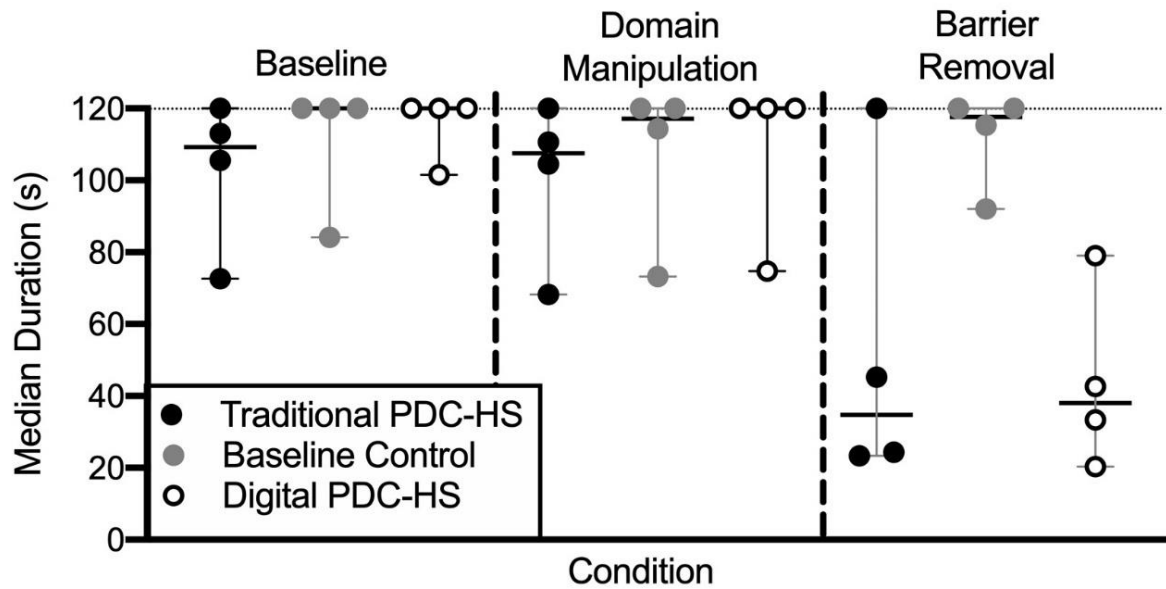 Baseline
Domain
Manipulation
Barrier
Removal
Median Duration (s)
120
100
80
60
40
20
0
Traditional PDC-HS
Baseline Control
Digital PDC-HS
Condition